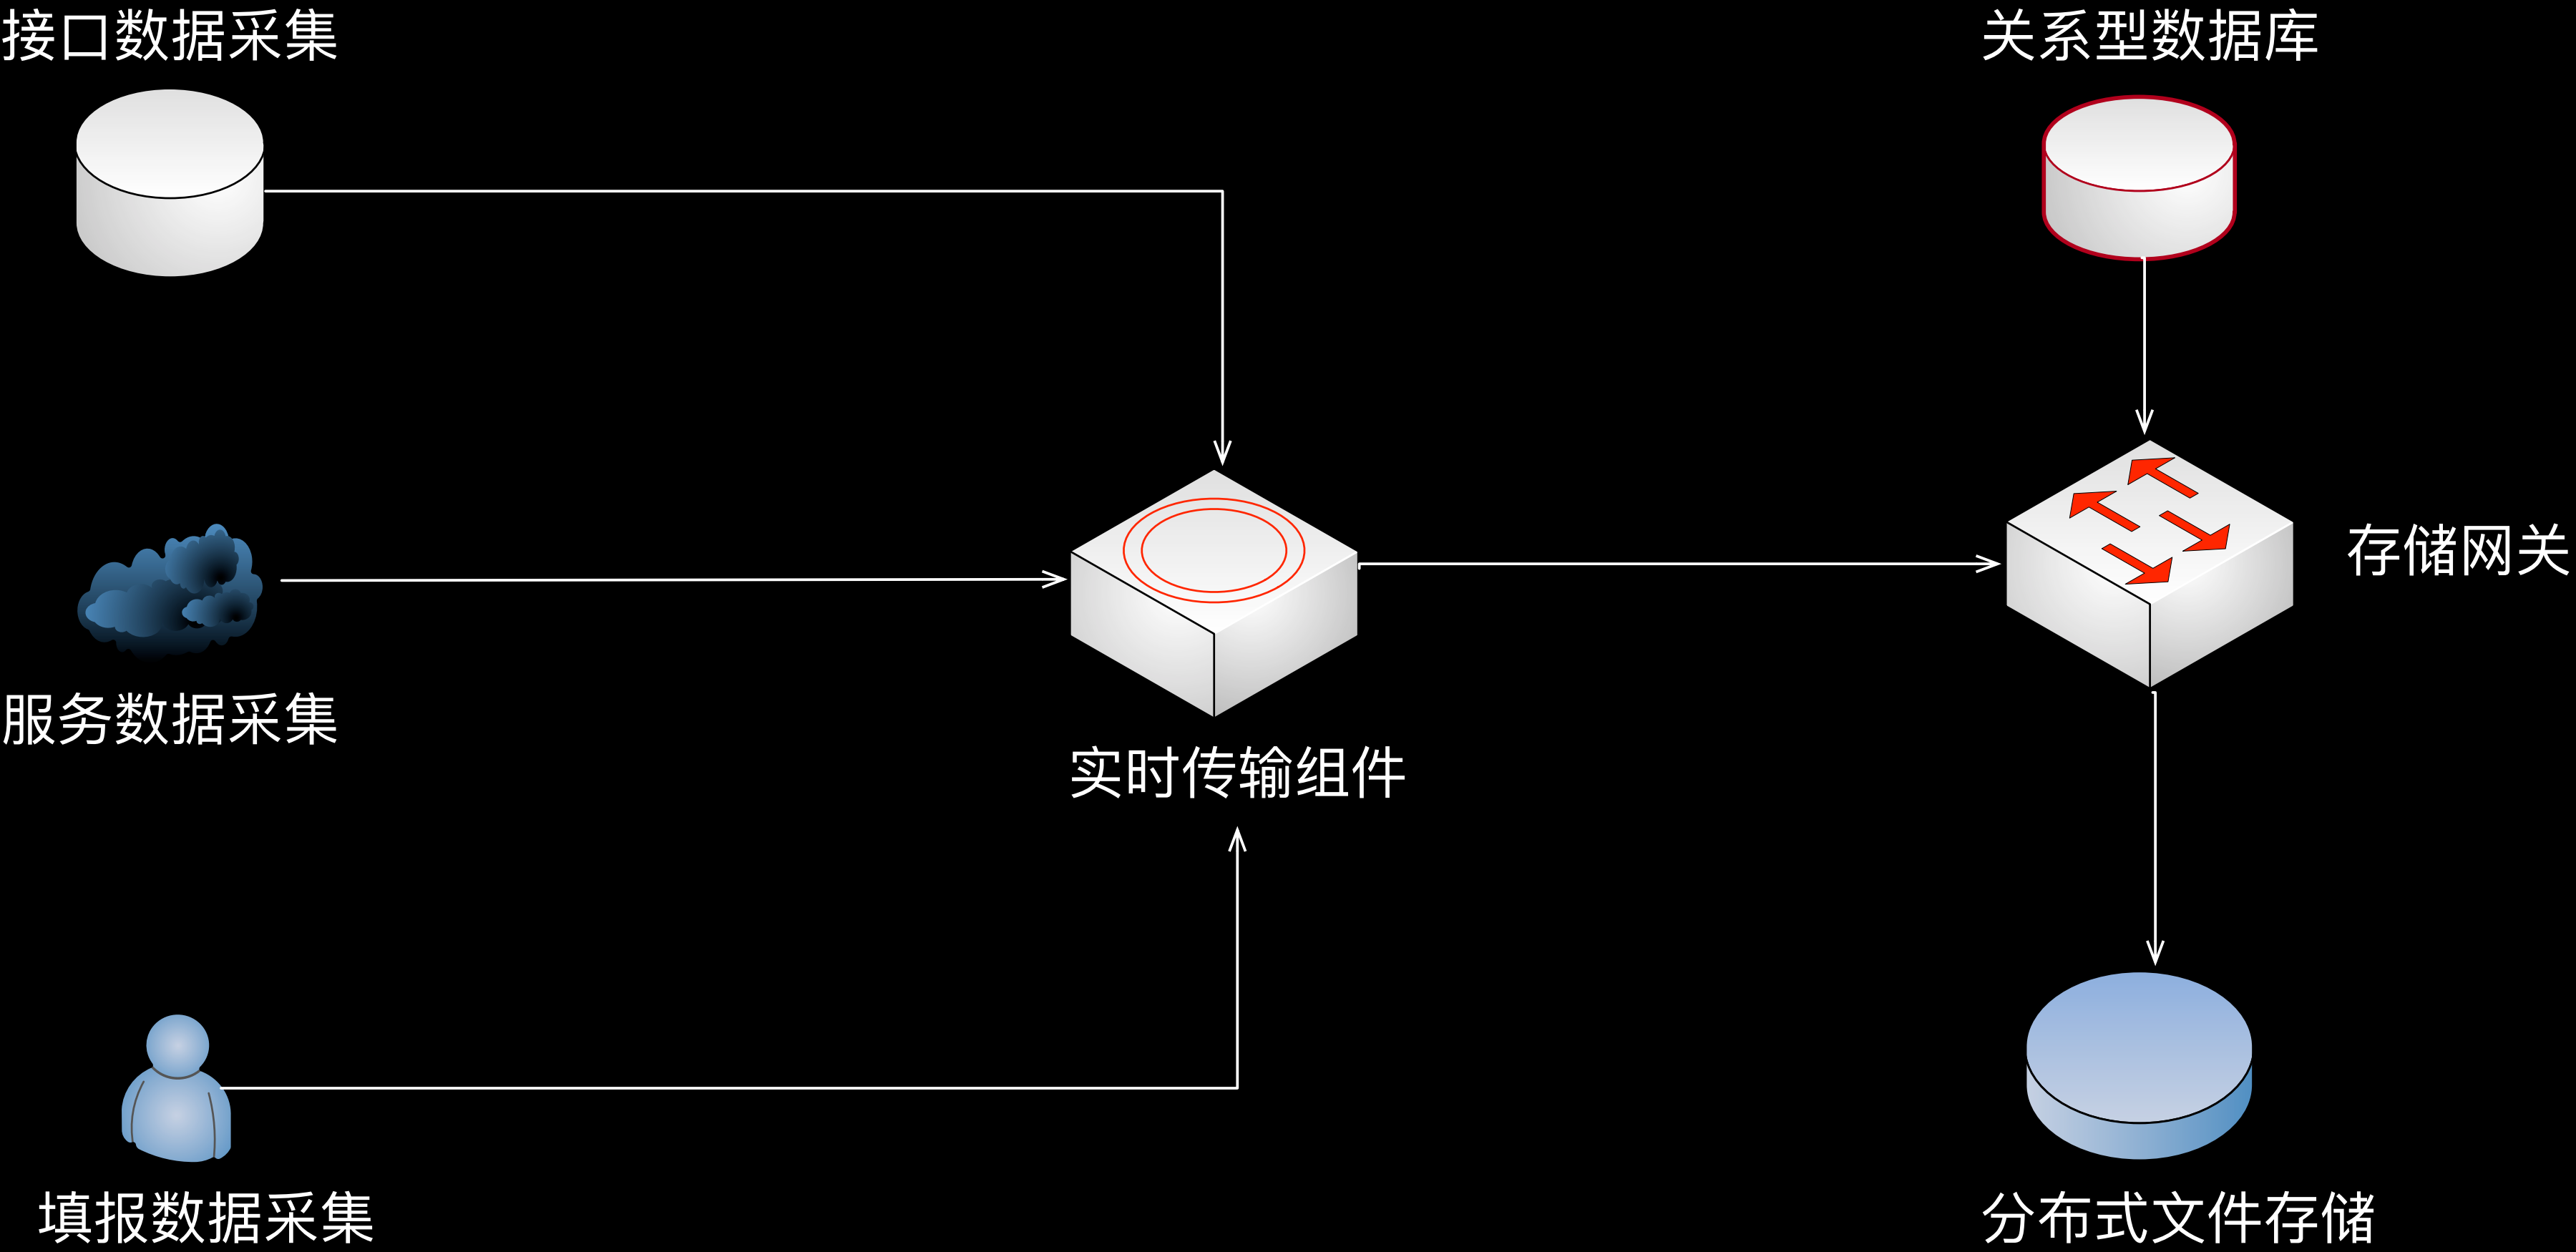 接口数据采集
关系型数据库
存储网关
服务数据采集
实时传输组件
填报数据采集
分布式文件存储